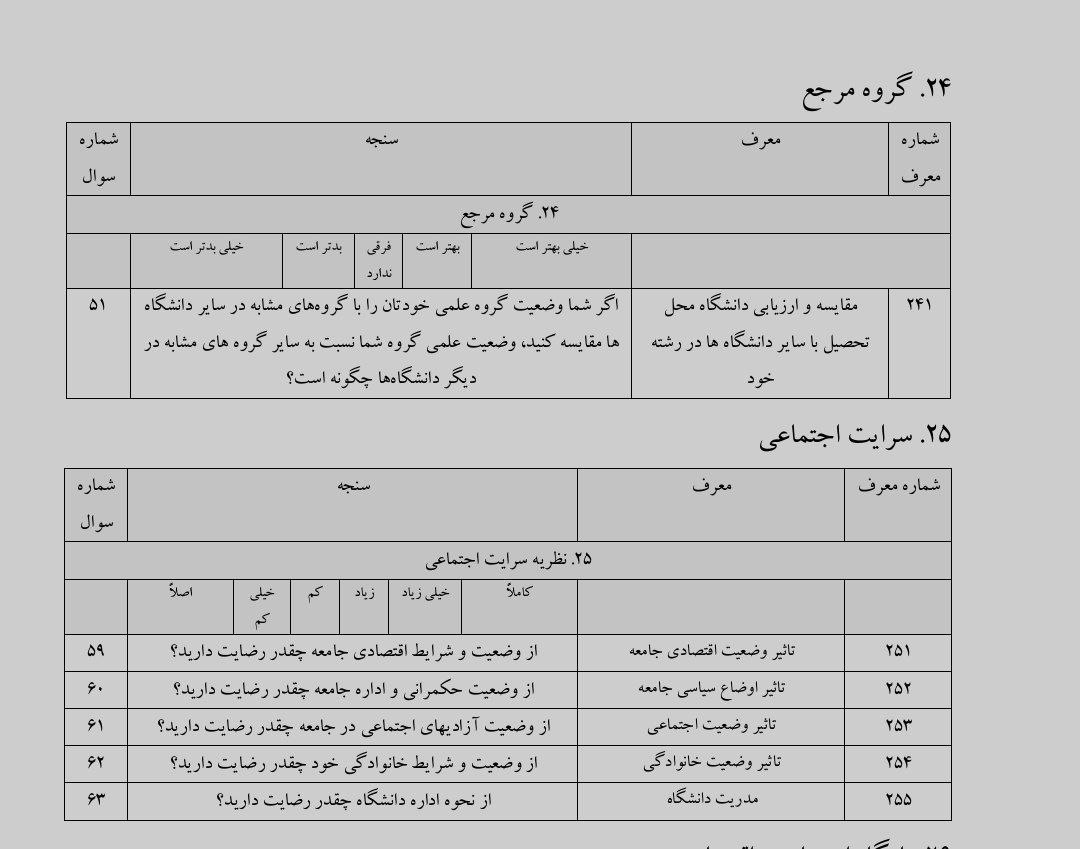 ۲۴. گروه مرجع
شماره معرف | معرف | سنجه | شماره سوال
۲۴. گروه مرجع
خیلی بهتر است | بهتر است | فرقی ندارد | بدتر است | خیلی بدتر است
۲۴۱ | مقایسه و ارزیابی دانشگاه محل تحصیل با سایر دانشگاه ها در رشته خود | اگر شما وضعیت گروه علمی خودتان را با گروه‌های مشابه در سایر دانشگاه ها مقایسه کنید، وضعیت علمی گروه شما نسبت به سایر گروه های مشابه در دیگر دانشگاه‌ها چگونه است؟ | ۵۱
۲۵. سرایت اجتماعی
شماره معرف | معرف | سنجه | شماره سوال
۲۵. نظریه سرایت اجتماعی
کاملاً | خیلی زیاد | زیاد | کم | خیلی کم | اصلاً
۲۵۱ | تاثیر وضعیت اقتصادی جامعه | از وضعیت و شرایط اقتصادی جامعه چقدر رضایت دارید؟ | ۵۹
۲۵۲ | تاثیر اوضاع سیاسی جامعه | از وضعیت حکمرانی و اداره جامعه چقدر رضایت دارید؟ | ۶۰
۲۵۳ | تاثیر وضعیت اجتماعی | از وضعیت آزادیهای اجتماعی در جامعه چقدر رضایت دارید؟ | ۶۱
۲۵۴ | تاثیر وضعیت خانوادگی | از وضعیت و شرایط خانوادگی خود چقدر رضایت دارید؟ | ۶۲
۲۵۵ | مدریت دانشگاه | از نحوه اداره دانشگاه چقدر رضایت دارید؟ | ۶۳